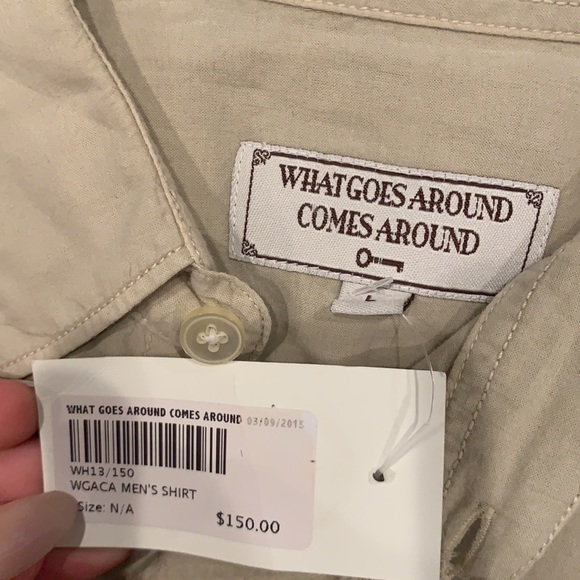 WHAT GOES AROUND
COMES AROUND
L
WHAT GOES AROUND COMES AROUND 03/09/2015
WH13/150
WGACA MEN'S SHIRT
Size: N/A
$150.00